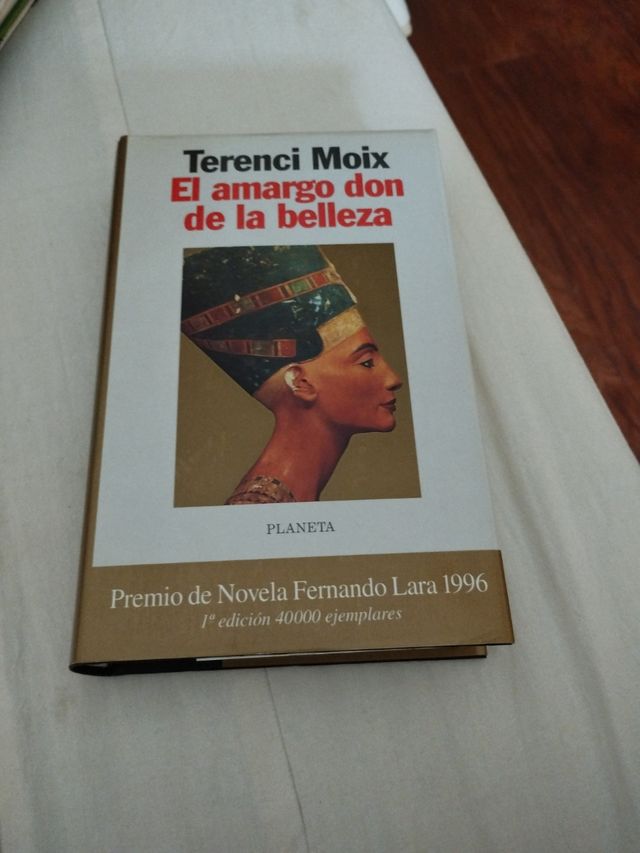 Terenci Moix
El amargo don
de la belleza
PLANETA
Premio de Novela Fernando Lara 1996
1ª edición 40000 ejemplares